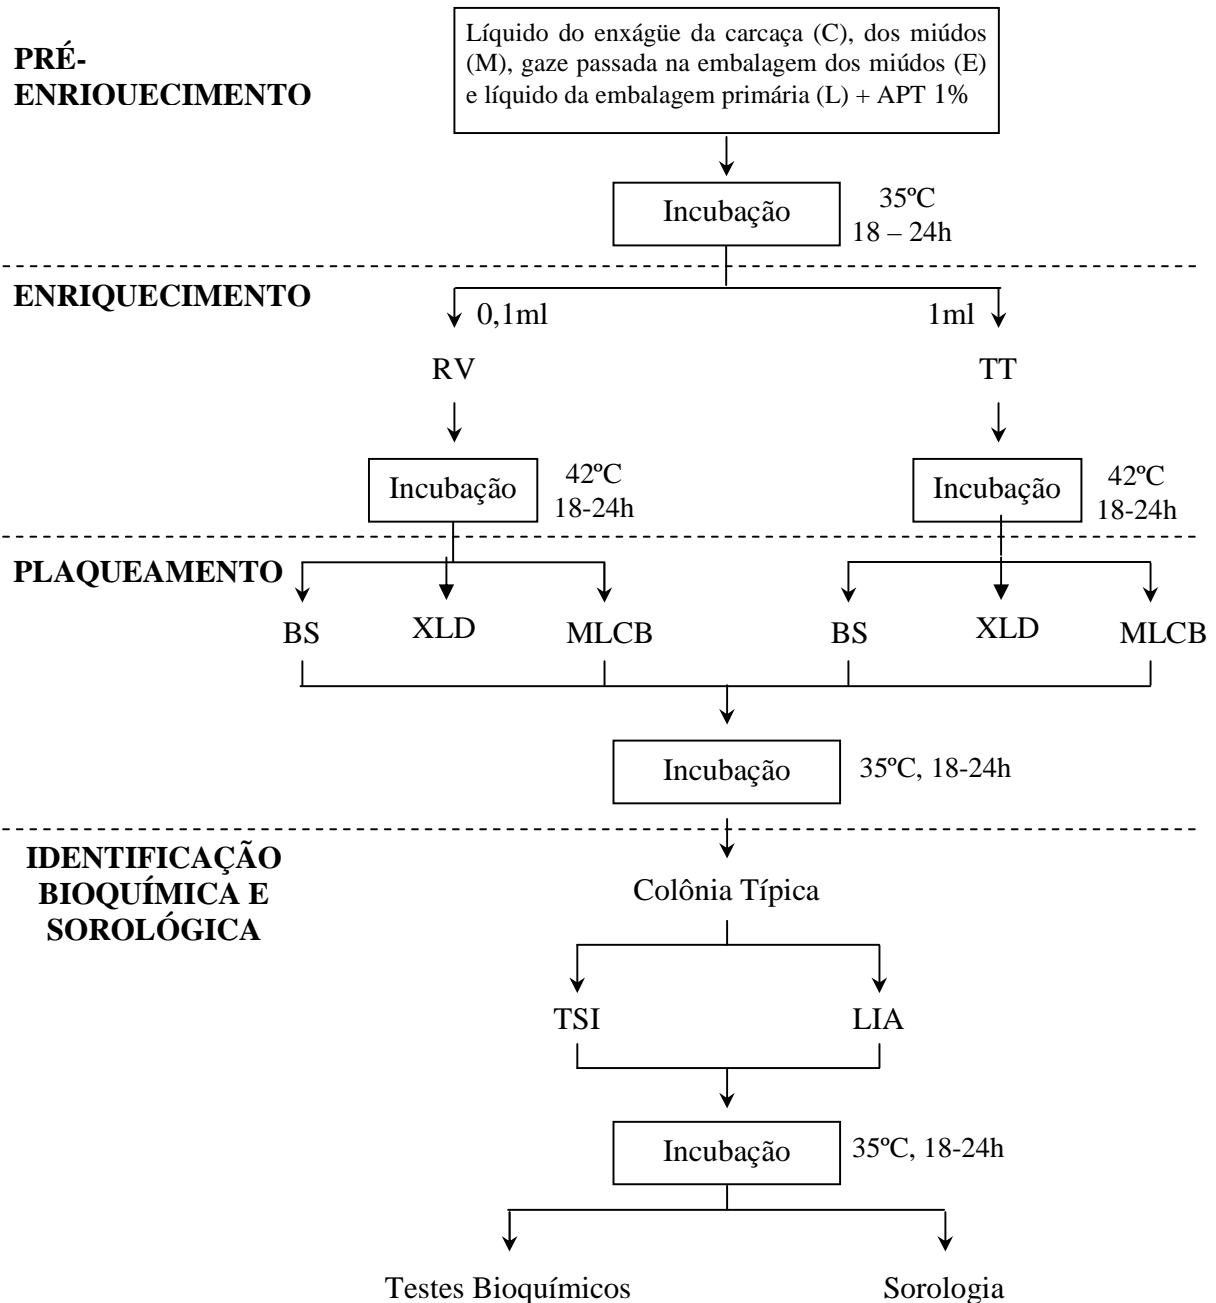 PRÉ-
ENRIOUECIMENTO
Líquido do enxágüe da carcaça (C), dos miúdos
(M), gaze passada na embalagem dos miúdos (E)
e líquido da embalagem primária (L) + APT 1%
Incubação
35ºC
18 – 24h
ENRIQUECIMENTO
0,1ml
1ml
RV
TT
Incubação
42ºC
18-24h
Incubação
42ºC
18-24h
PLAQUEAMENTO
BS
XLD
MLCB
BS
XLD
MLCB
Incubação
35ºC, 18-24h
IDENTIFICAÇÃO
BIOQUÍMICA E
SOROLÓGICA
Colônia Típica
TSI
LIA
Incubação
35ºC, 18-24h
Testes Bioquímicos
Sorologia